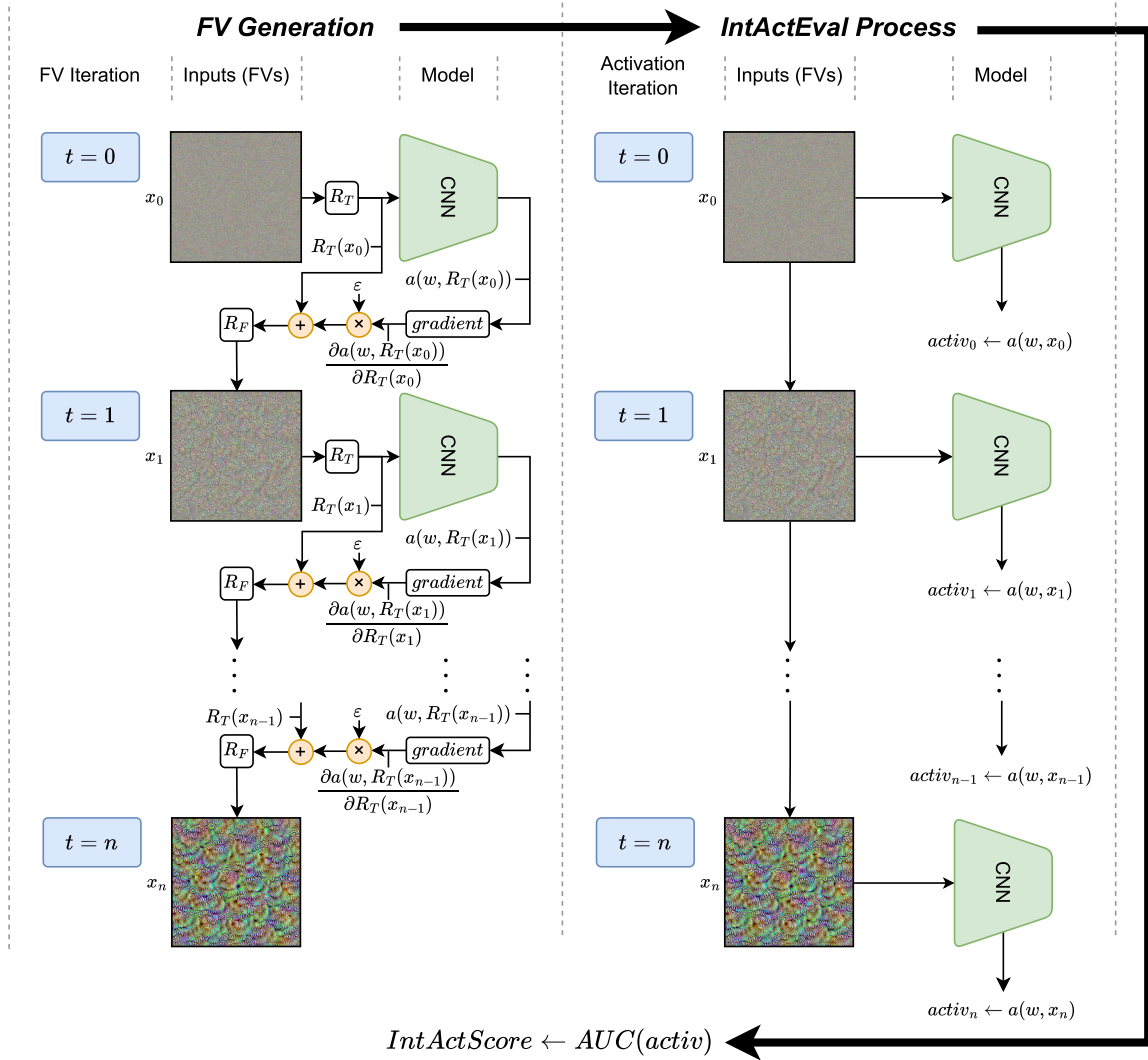 FV Generation
IntActEval Process
FV Iteration
Inputs (FVs)
Model
Activation
Iteration
Inputs (FVs)
Model
t = 0
x_0
R_T
CNN
R_T(x_0)
a(w, R_T(x_0))
ε
R_F
+
×
gradient
∂a(w, R_T(x_0))
∂R_T(x_0)
t = 1
x_1
R_T
CNN
R_T(x_1)
a(w, R_T(x_1))
ε
R_F
+
×
gradient
∂a(w, R_T(x_1))
∂R_T(x_1)
R_T(x_{n-1})
ε
a(w, R_T(x_{n-1}))
R_F
+
×
gradient
∂a(w, R_T(x_{n-1}))
∂R_T(x_{n-1})
t = n
x_n
t = 0
x_0
CNN
activ_0 ← a(w, x_0)
t = 1
x_1
CNN
activ_1 ← a(w, x_1)
activ_{n-1} ← a(w, x_{n-1})
t = n
x_n
CNN
activ_n ← a(w, x_n)
IntActScore ← AUC(activ)